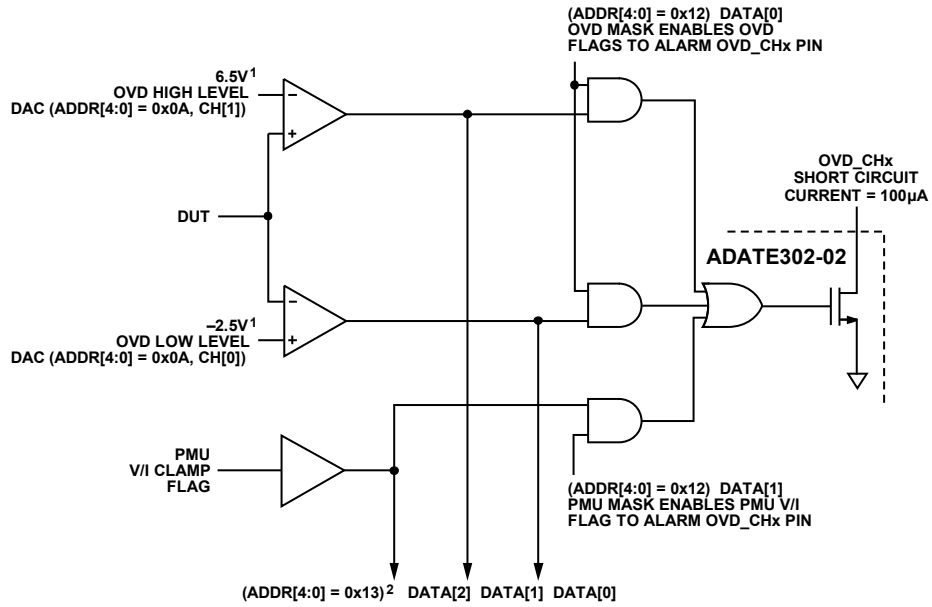 (ADDR[4:0] = 0x12) DATA[0]
OVD MASK ENABLES OVD
FLAGS TO ALARM OVD_CHx PIN
6.5V1
OVD HIGH LEVEL
DAC (ADDR[4:0] = 0x0A, CH[1])
−
+
OVD_CHx
SHORT CIRCUIT
CURRENT = 100µA
DUT
ADATE302-02
−
–2.5V1
OVD LOW LEVEL
+
DAC (ADDR[4:0] = 0x0A, CH[0])
PMU
V/I CLAMP
FLAG
(ADDR[4:0] = 0x12) DATA[1]
PMU MASK ENABLES PMU V/I
FLAG TO ALARM OVD_CHx PIN
(ADDR[4:0] = 0x13)2 DATA[2] DATA[1] DATA[0]